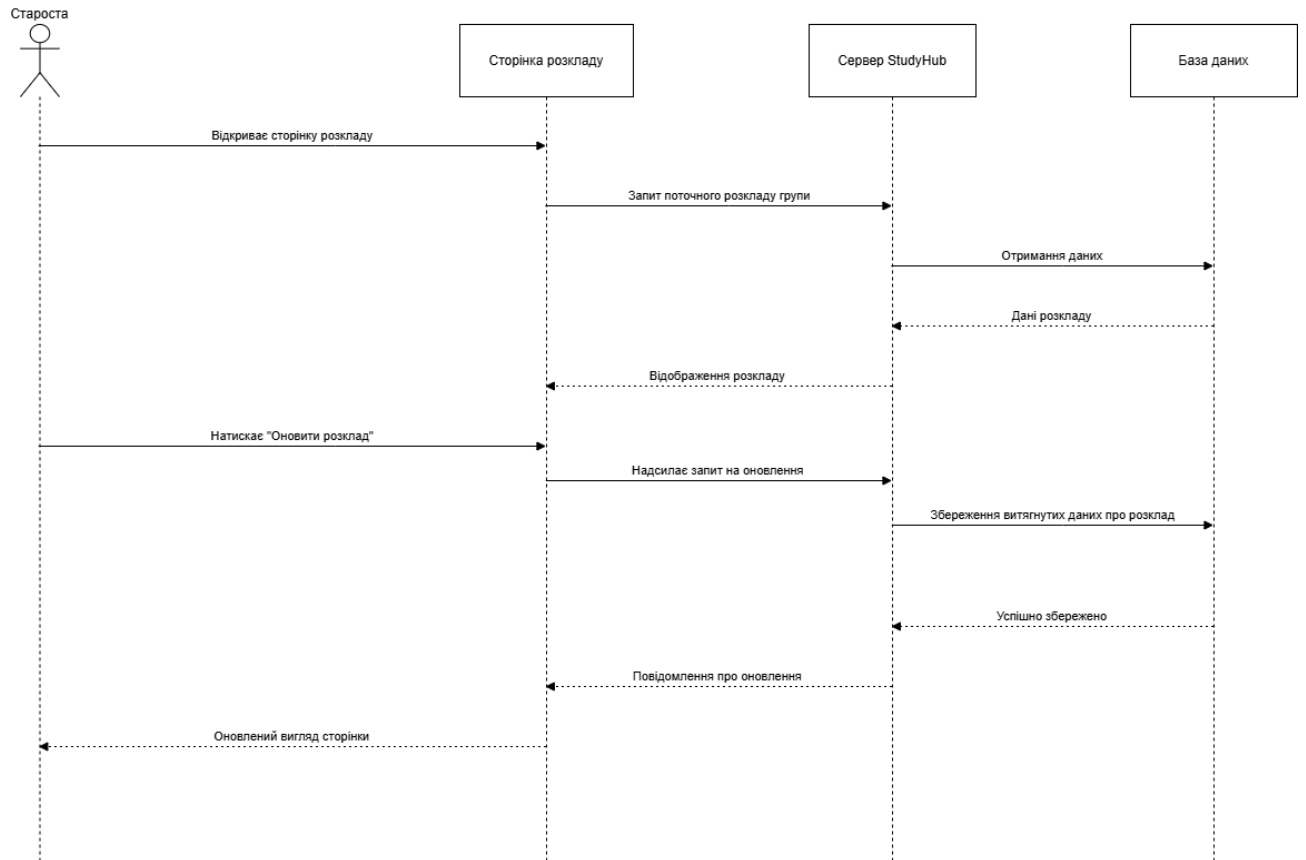 Староста
Сторінка розкладу
Сервер StudyHub
База даних
Відкриває сторінку розкладу
Запит поточного розкладу групи
Отримання даних
Дані розкладу
Відображення розкладу
Натискає "Оновити розклад"
Надсилає запит на оновлення
Збереження витягнутих даних про розклад
Успішно збережено
Повідомлення про оновлення
Оновлений вигляд сторінки